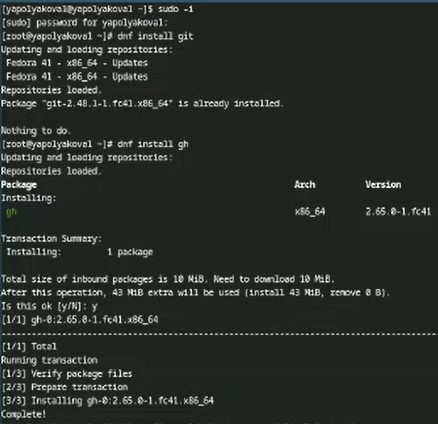 [yapolyakoval@yapolyakoval ~]$ sudo -i
[sudo] password for yapolyakoval:
[root@yapolyakoval ~]# dnf install git
Updating and loading repositories:
Fedora 41 - x86_64 - Updates
Fedora 41 - x86_64 - Updates
Repositories loaded.
Package "git-2.48.1-1.fc41.x86_64" is already installed.
Nothing to do.
[root@yapolyakoval ~]# dnf install gh
Updating and loading repositories:
Repositories loaded.
Package Arch Version
Installing:
gh x86_64 2.65.0-1.fc41
Transaction Summary:
Installing: 1 package
Total size of inbound packages is 10 MiB. Need to download 10 MiB.
After this operation, 43 MiB extra will be used (install 43 MiB, remove 0 B).
Is this ok [y/N]: y
[1/1] gh-0:2.65.0-1.fc41.x86_64
--------------------------------------------------------------------------------
[1/1] Total
Running transaction
[1/3] Verify package files
[2/3] Prepare transaction
[3/3] Installing gh-0:2.65.0-1.fc41.x86_64
Complete!